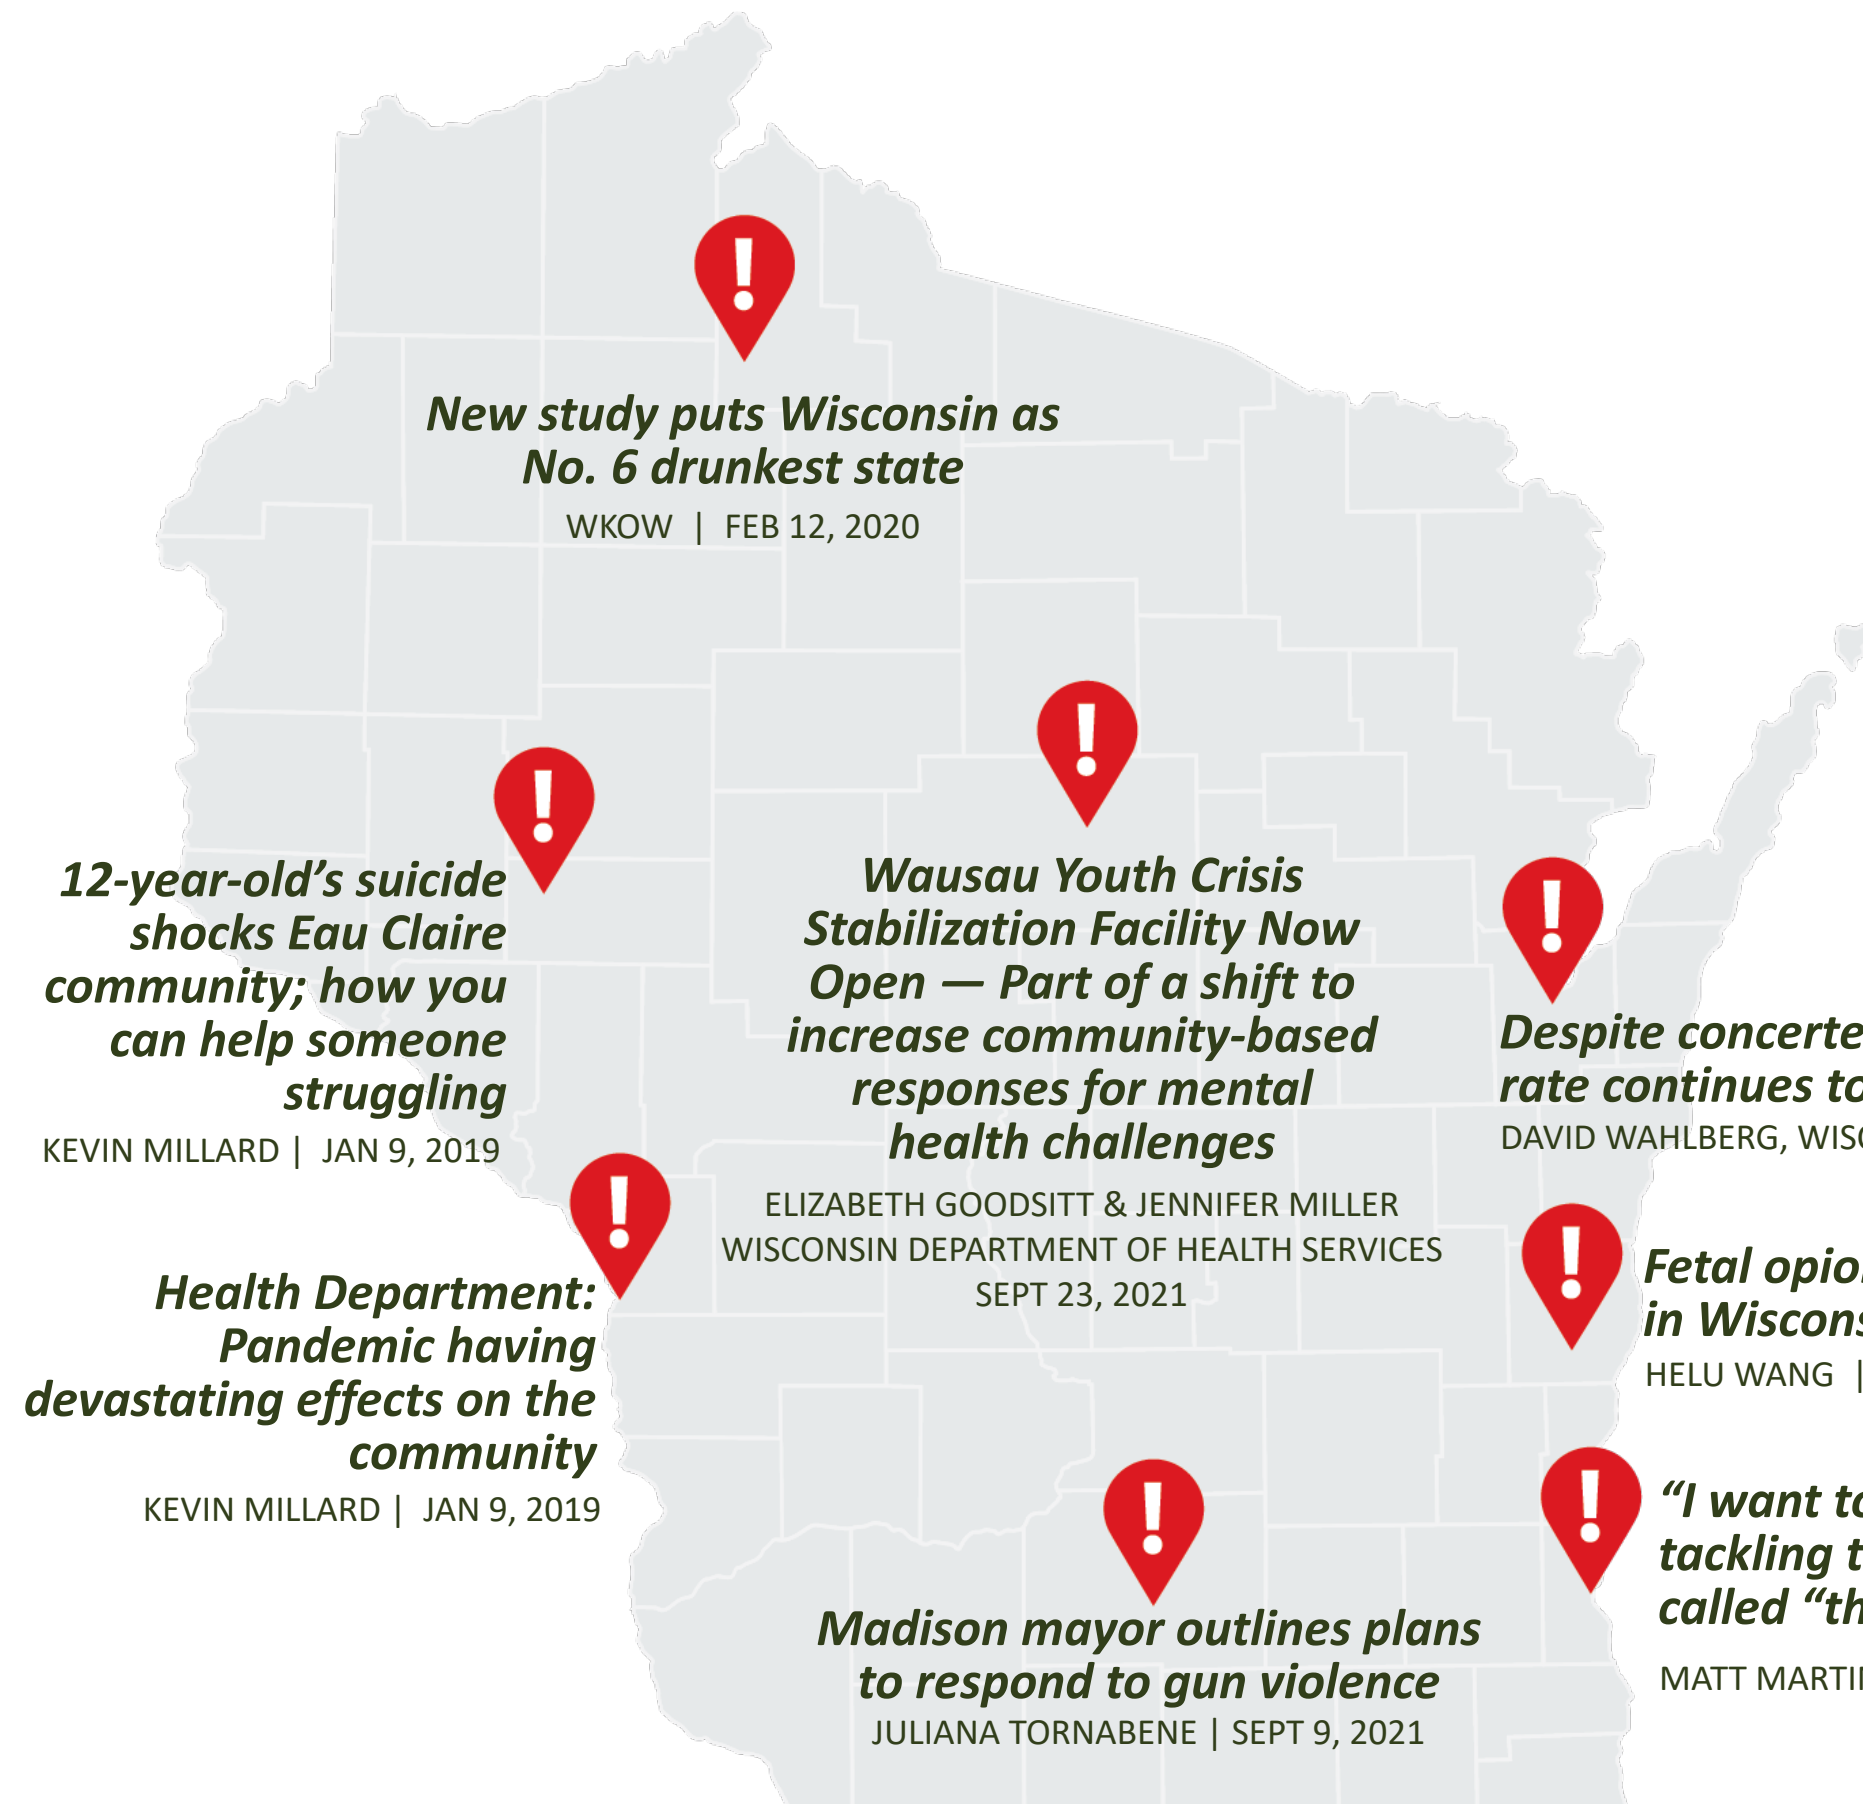 New study puts Wisconsin as
No. 6 drunkest state
WKOW | FEB 12, 2020
12-year-old’s suicide
shocks Eau Claire
community; how you
can help someone
struggling
KEVIN MILLARD | JAN 9, 2019
Wausau Youth Crisis
Stabilization Facility Now
Open — Part of a shift to
increase community-based
responses for mental
health challenges
ELIZABETH GOODSITT & JENNIFER MILLER
WISCONSIN DEPARTMENT OF HEALTH SERVICES
SEPT 23, 2021
Despite concerte
rate continues to
DAVID WAHLBERG, WISC
Health Department:
Pandemic having
devastating effects on the
community
KEVIN MILLARD | JAN 9, 2019
Fetal opio
in Wiscons
HELU WANG |
“I want to
tackling t
called “th
MATT MARTIN
Madison mayor outlines plans
to respond to gun violence
JULIANA TORNABENE | SEPT 9, 2021